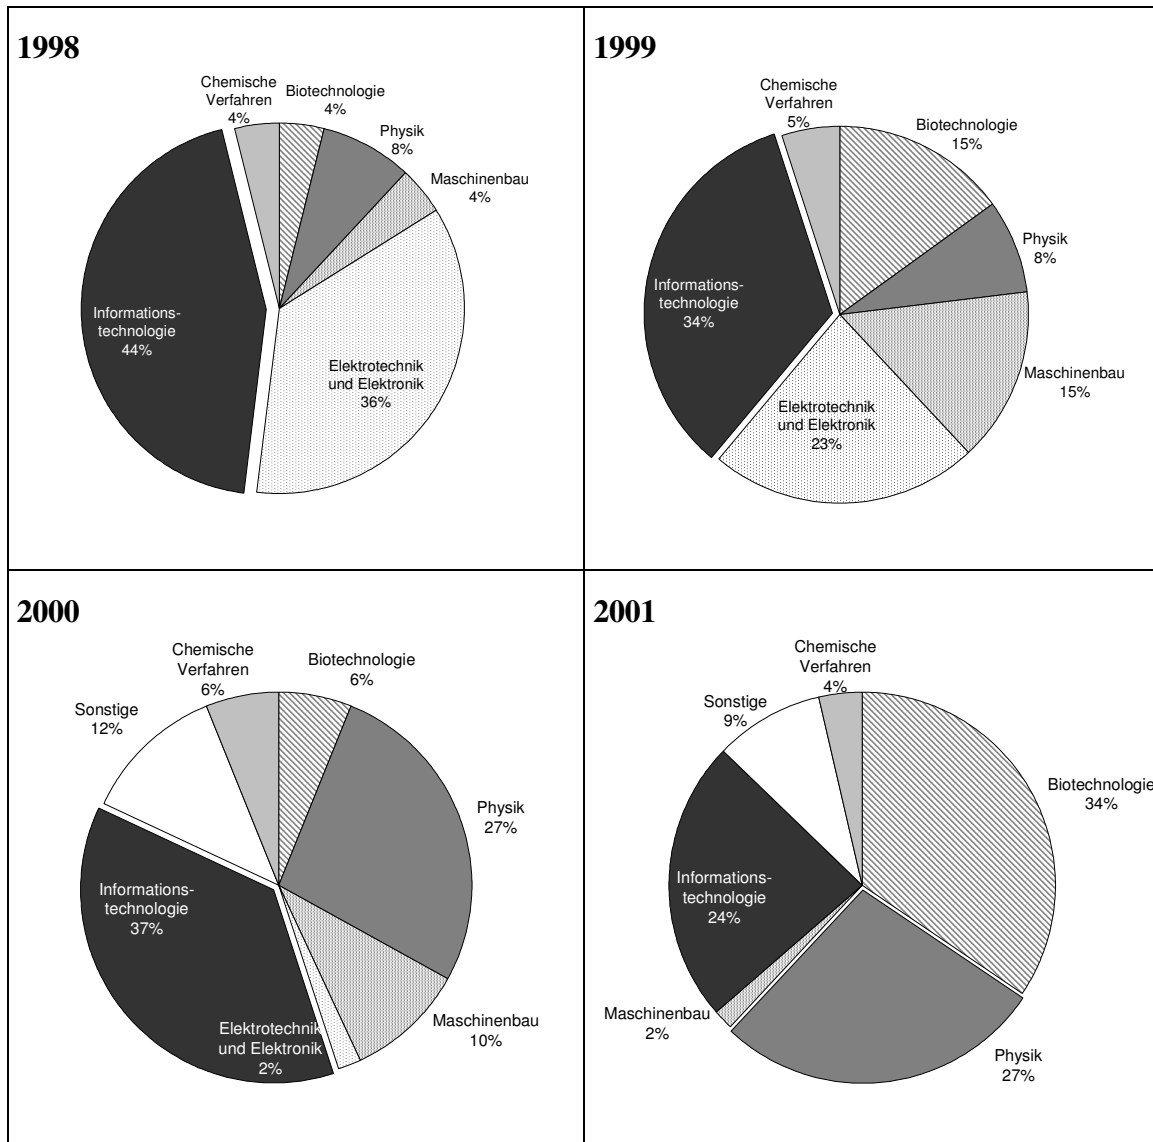 1998
Chemische
Verfahren
4%
Biotechnologie
4%
Physik
8%
Maschinenbau
4%
Informations-
technologie
44%
Elektrotechnik
und Elektronik
36%
1999
Chemische
Verfahren
5%
Biotechnologie
15%
Physik
8%
Informations-
technologie
34%
Maschinenbau
15%
Elektrotechnik
und Elektronik
23%
2000
Chemische
Verfahren
6%
Biotechnologie
6%
Sonstige
12%
Physik
27%
Informations-
technologie
37%
Maschinenbau
10%
Elektrotechnik
und Elektronik
2%
2001
Chemische
Verfahren
4%
Sonstige
9%
Biotechnologie
34%
Informations-
technologie
24%
Maschinenbau
2%
Physik
27%